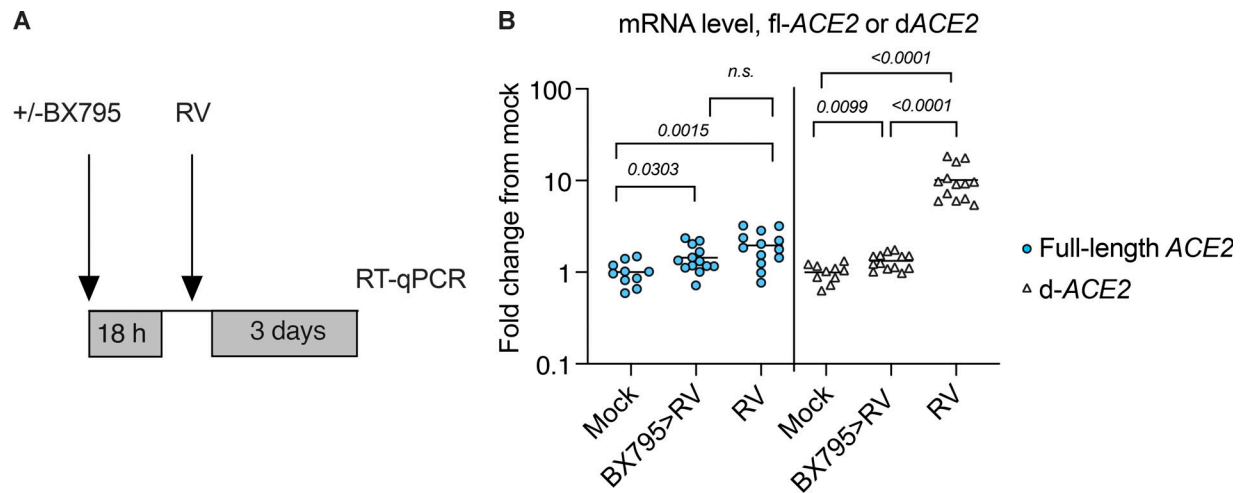 A
+/-BX795
RV
18 h
3 days
RT-qPCR
B
mRNA level, fl-ACE2 or dACE2
Fold change from mock
100
10
1
0.1
n.s.
0.0015
0.0303
<0.0001
0.0099
<0.0001
Mock
BX795>RV
RV
Mock
BX795>RV
RV
Full-length ACE2
d-ACE2